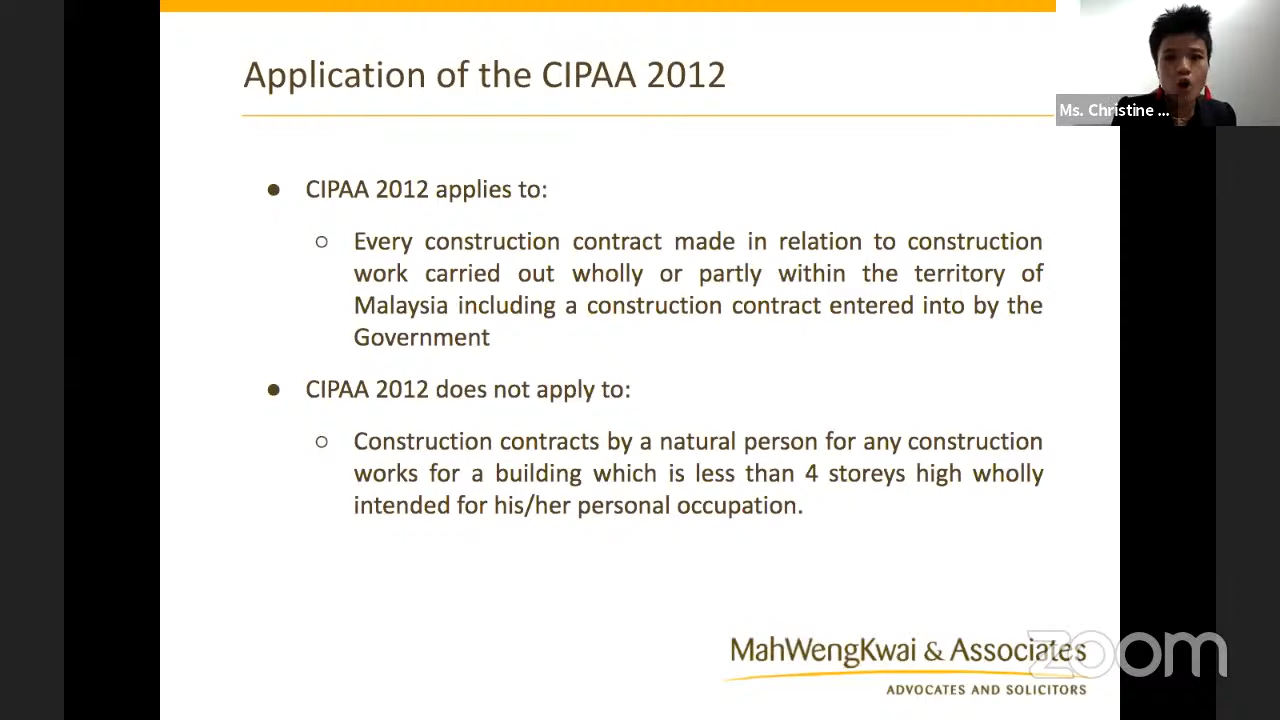 Application of the CIPAA 2012
Ms. Christine ...
● CIPAA 2012 applies to:
○ Every construction contract made in relation to construction
work carried out wholly or partly within the territory of
Malaysia including a construction contract entered into by the
Government
● CIPAA 2012 does not apply to:
○ Construction contracts by a natural person for any construction
works for a building which is less than 4 storeys high wholly
intended for his/her personal occupation.
MahWengKwai & Associates
ADVOCATES AND SOLICITORS
zoom